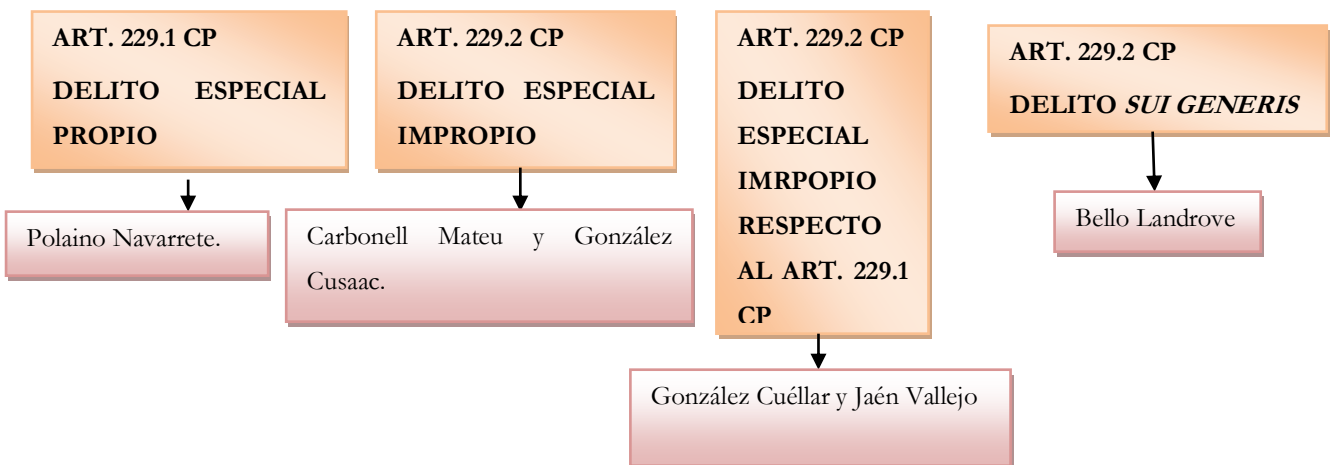 ART. 229.1 CP
DELITO ESPECIAL
PROPIO
Polaino Navarrete.
ART. 229.2 CP
DELITO ESPECIAL
IMPROPIO
Carbonell Mateu y González
Cusaac.
ART. 229.2 CP
DELITO
ESPECIAL
IMRPOPIO
RESPECTO
AL ART. 229.1
CP
González Cuéllar y Jaén Vallejo
ART. 229.2 CP
DELITO SUI GENERIS
Bello Landrove